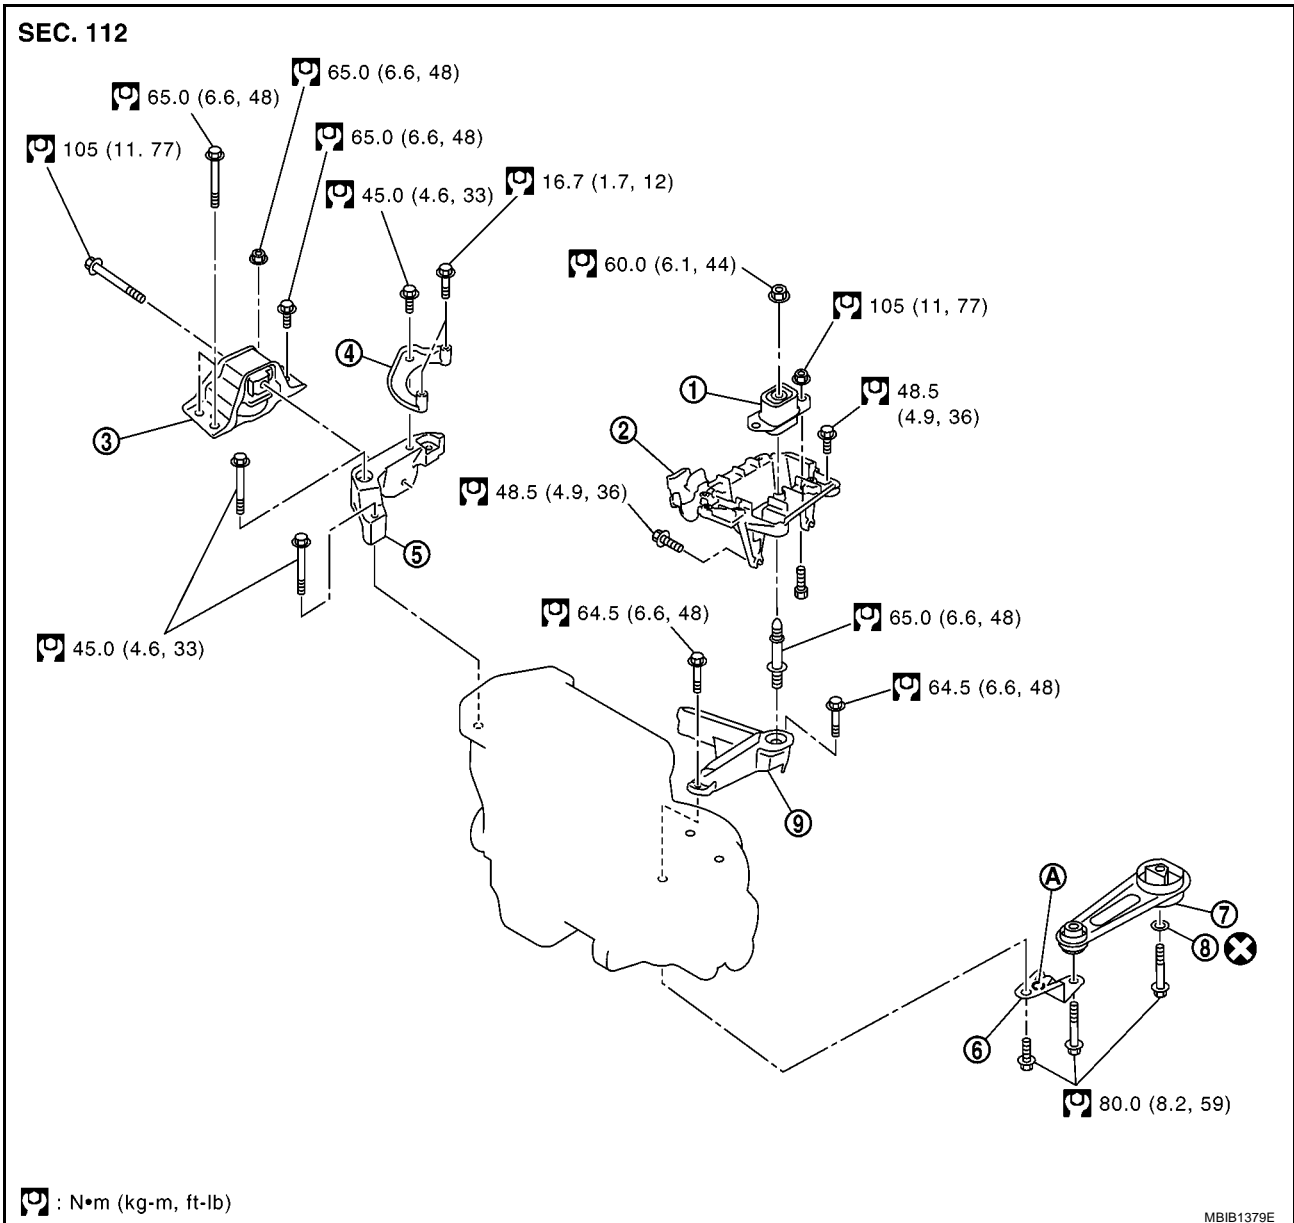 SEC. 112
65.0 (6.6, 48)
65.0 (6.6, 48)
65.0 (6.6, 48)
105 (11. 77)
16.7 (1.7, 12)
45.0 (4.6, 33)
60.0 (6.1, 44)
105 (11, 77)
4
1
48.5
(4.9, 36)
3
2
48.5 (4.9, 36)
5
64.5 (6.6, 48)
65.0 (6.6, 48)
45.0 (4.6, 33)
64.5 (6.6, 48)
9
A
7
8
6
80.0 (8.2, 59)
: N•m (kg-m, ft-lb)
MBIB1379E